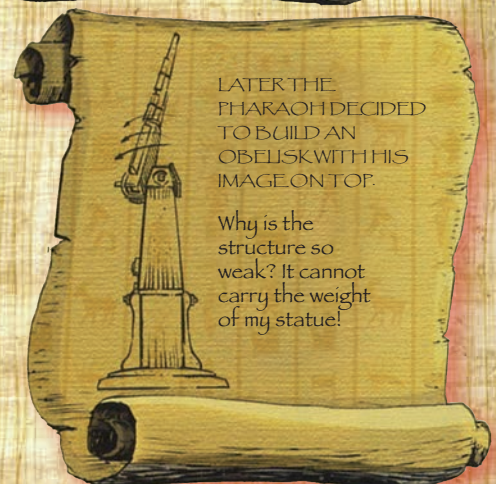 LATER THE
PHARAOH DECIDED
TO BUILD AN
OBELISK WITH HIS
IMAGE ON TOP.
Why is the
structure so
weak? It cannot
carry the weight
of my statue!